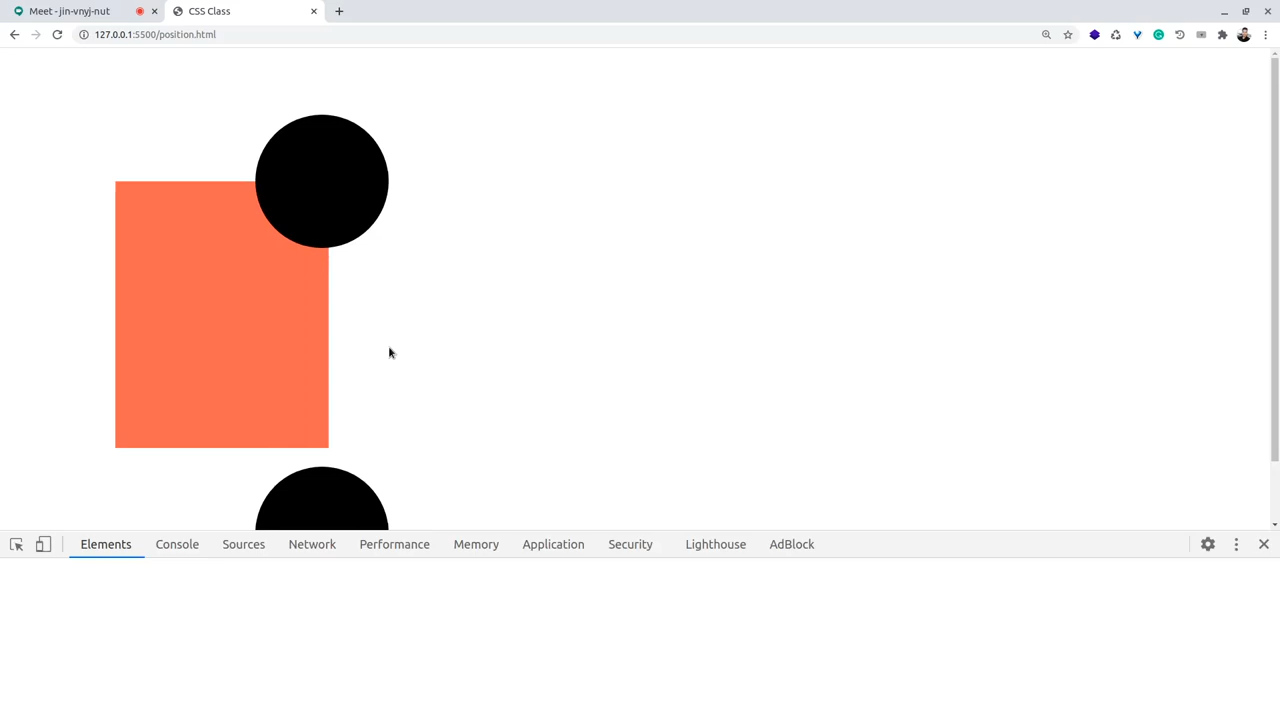 Meet - jin-vnyj-nut
CSS Class
127.0.0.1:5500/position.html
Elements Console Sources Network Performance Memory Application Security Lighthouse AdBlock